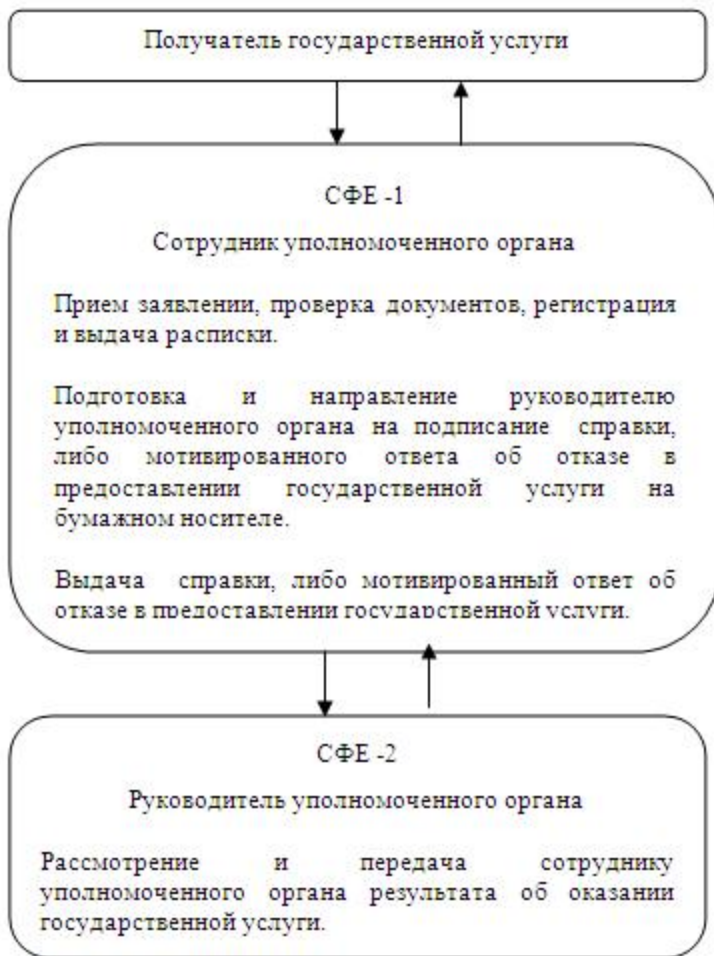 Получатель государственной услуги
СФЕ -1
Сотрудник уполномоченного органа
Прием заявлении, проверка документов, регистрация
и выдача расписки.
Подготовка и направление руководителю
уполномоченного органа на подписание справки,
либо мотивированного ответа об отказе в
предоставлении государственной услуги на
бумажном носителе.
Выдача справки, либо мотивированный ответ об
отказе в предоставлении государственной услуги.
СФЕ -2
Руководитель уполномоченного органа
Рассмотрение и передача сотруднику
уполномоченного органа результата об оказании
государственной услуги.